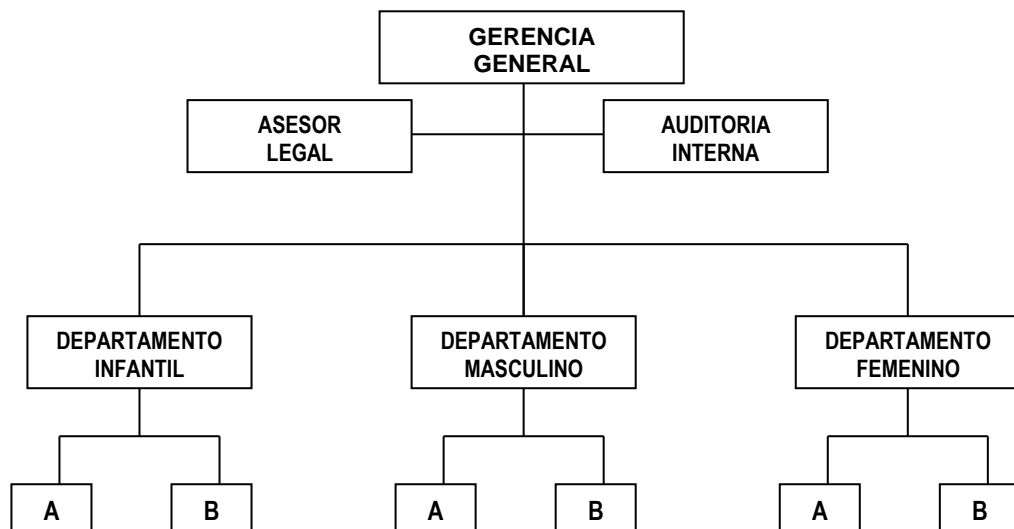 GERENCIA
GENERAL
ASESOR
LEGAL
AUDITORIA
INTERNA
DEPARTAMENTO
INFANTIL
DEPARTAMENTO
MASCULINO
DEPARTAMENTO
FEMENINO
A
B
A
B
A
B